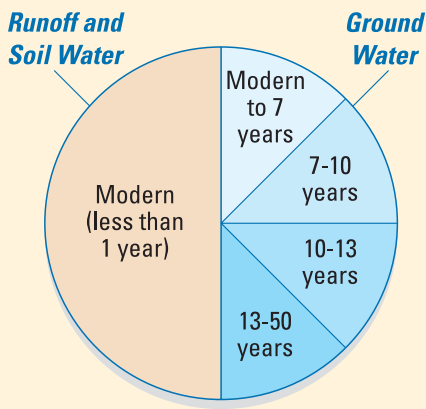 Runoff and
Soil Water
Ground
Water
Modern
to 7
years
7-10
years
Modern
(less than
1 year)
10-13
years
13-50
years